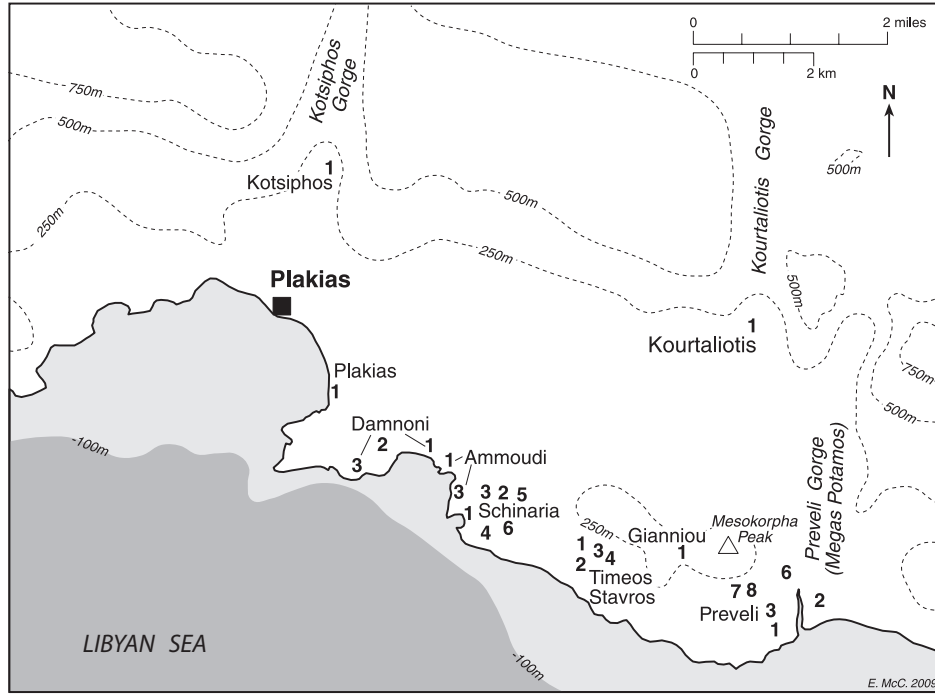 0 2 miles
0 2 km
N
Kotsiphos
Gorge
750m
500m
1
Kotsiphos
250m
500m
250m
Kourtaliotis Gorge
500m
500m
Plakias
1
Kourtaliotis
750m
500m
Plakias
1
Damnoni
2
1
3
1
Ammoudi
-100m
3
3 2 5
1
Schinaria
4 6
250m
Gianniou
1
Mesokorpha
Peak
Preveli Gorge
(Megas Potamos)
1
3
4
2
Timeos
Stavros
6
7 8
2
Preveli
3
1
LIBYAN SEA
-100m
E. McC. 2009